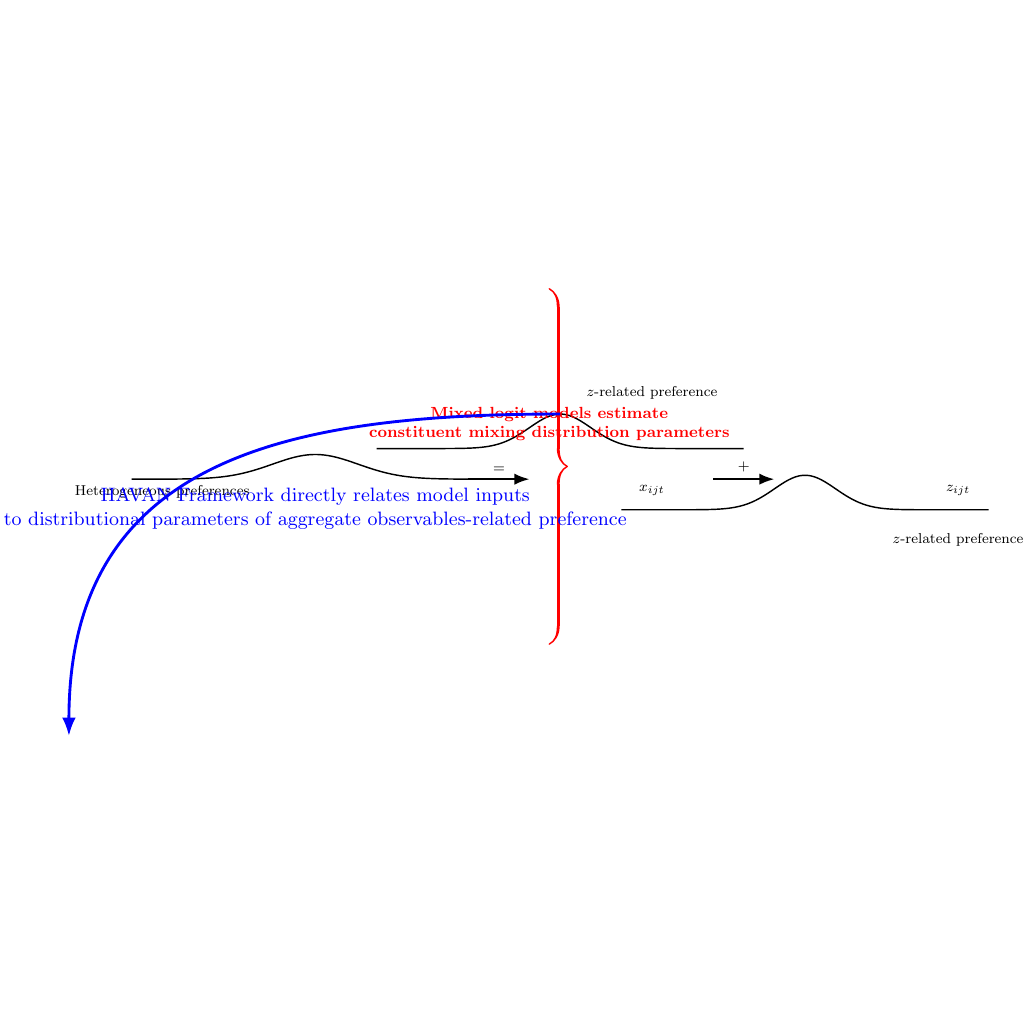 z-related preference
Mixed logit models estimate
constituent mixing distribution parameters
=
+
Heterogeneous preferences
x_{ijt}
z_{ijt}
HAVAN Framework directly relates model inputs
to distributional parameters of aggregate observables-related preference
z-related preference